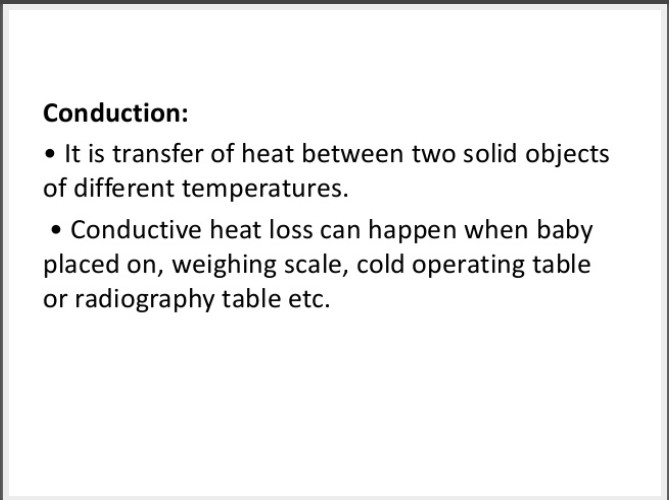 Conduction:
• It is transfer of heat between two solid objects
of different temperatures.
• Conductive heat loss can happen when baby
placed on, weighing scale, cold operating table
or radiography table etc.